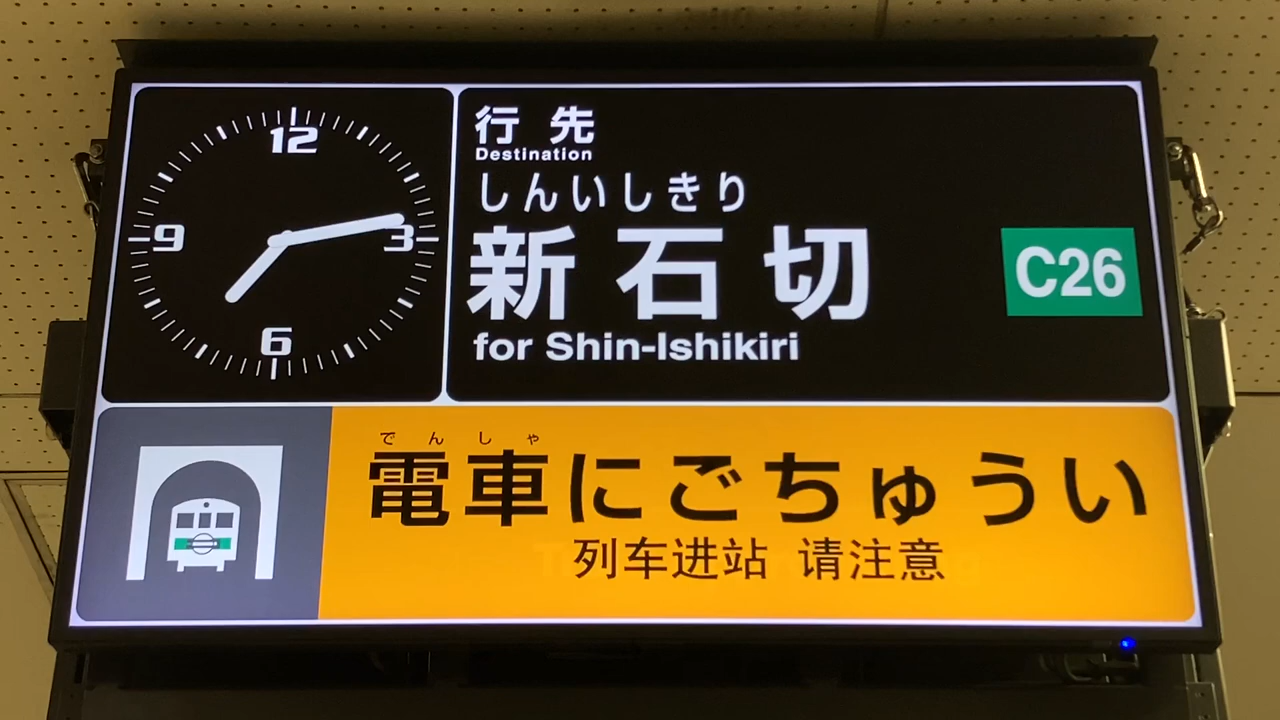 12
9
3
6
行先
Destination
しんいしきり
新石切
for Shin-Ishikiri
C26
でんしゃ
電車にごちゅうい
列车进站 请注意